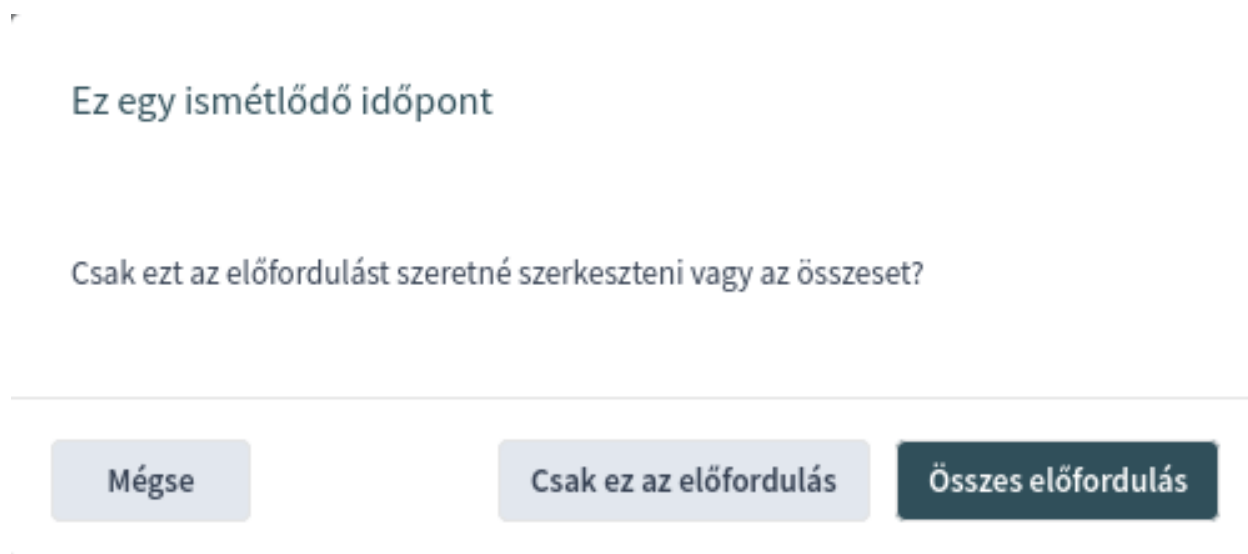 Ez egy ismétlődő időpont
Csak ezt az előfordulást szeretné szerkeszteni vagy az összeset?
Mégse
Csak ez az előfordulás
Összes előfordulás